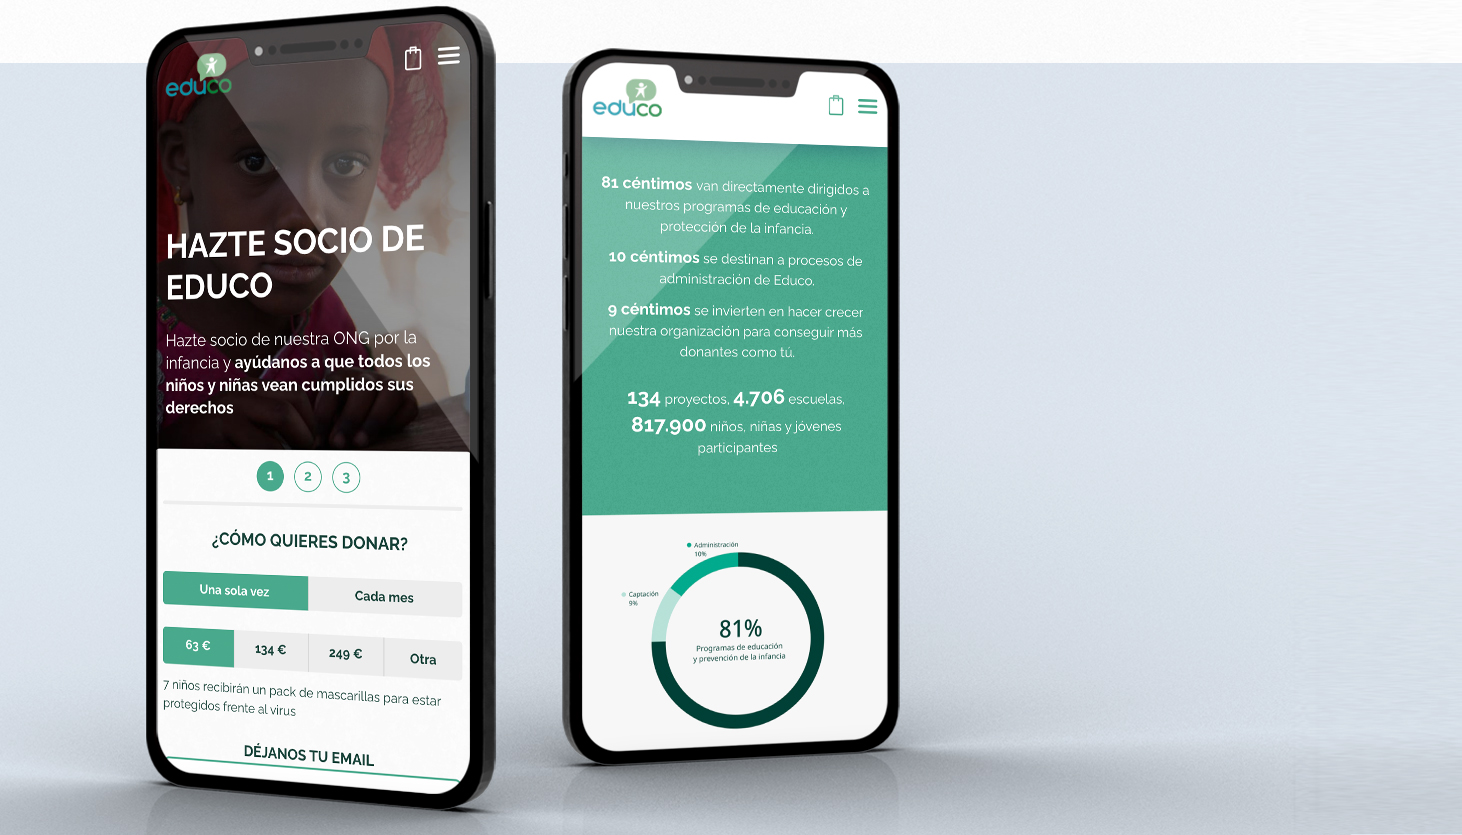 educo
HAZTE SOCIO DE
EDUCO
Hazte socio de nuestra ONG por la
infancia y ayúdanos a que todos los
niños y niñas vean cumplidos sus
derechos
1 2 3
¿CÓMO QUIERES DONAR?
Una sola vez Cada mes
63 € 134 € 249 € Otra
7 niños recibirán un pack de mascarillas para estar
protegidos frente al virus
DÉJANOS TU EMAIL
educo
81 céntimos van directamente dirigidos a
nuestros programas de educación y
protección de la infancia.
10 céntimos se destinan a procesos de
administración de Educo.
9 céntimos se invierten en hacer crecer
nuestra organización para conseguir más
donantes como tú.
134 proyectos, 4.706 escuelas,
817.900 niños, niñas y jóvenes
participantes
Administración
10%
Captación
9%
81%
Programas de educación
y prevención de la infancia